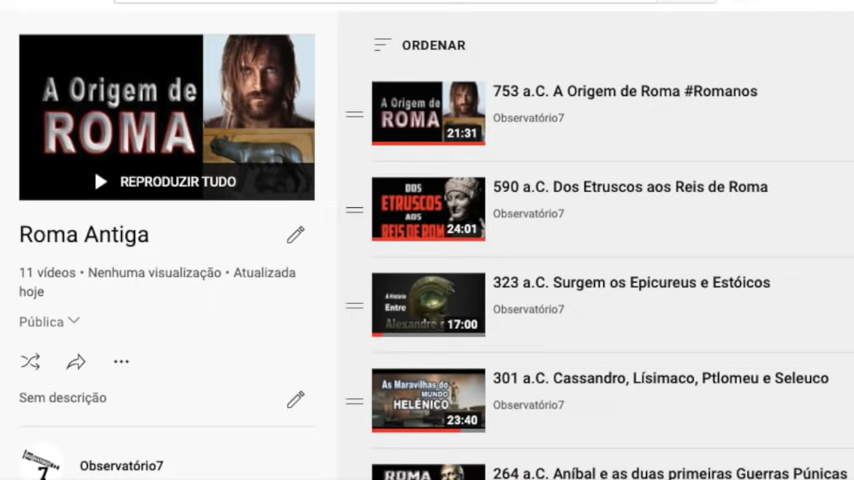 A Origem de
ROMA
REPRODUZIR TUDO
Roma Antiga
11 vídeos • Nenhuma visualização • Atualizada
hoje
Pública
Sem descrição
7
Observatório7
ORDENAR
A Origem de
ROMA
21:31
753 a.C. A Origem de Roma #Romanos
Observatório7
DOS
ETRUSCOS
AOS
REIS DE ROM
24:01
590 a.C. Dos Etruscos aos Reis de Roma
Observatório7
A História
Entre
Alexandre
17:00
323 a.C. Surgem os Epicureus e Estóicos
Observatório7
As Maravilhas do
MUNDO
HELÊNICO
23:40
301 a.C. Cassandro, Lísimaco, Ptlomeu e Seleuco
Observatório7
ROMA
264 a.C. Aníbal e as duas primeiras Guerras Púnicas